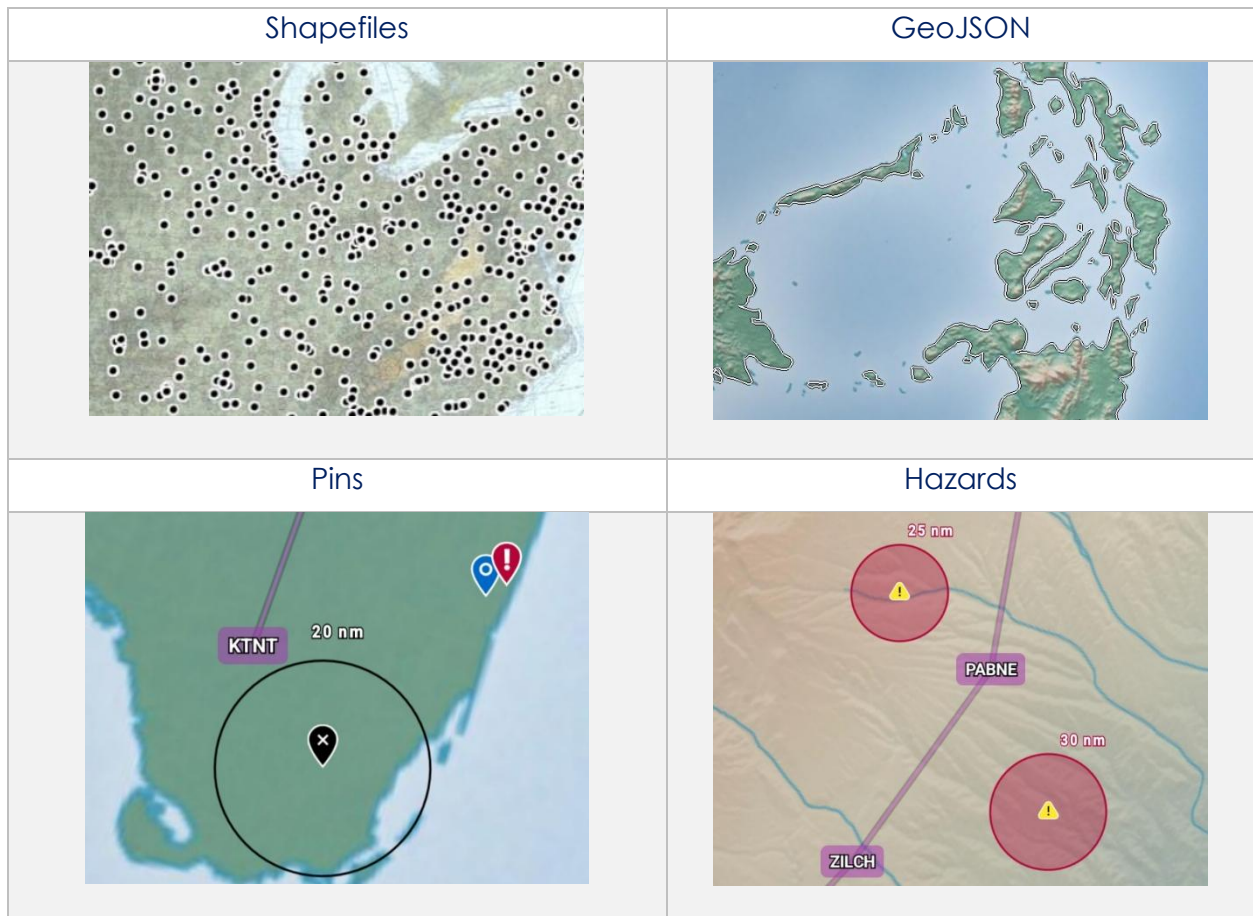 Shapefiles
GeoJSON
Pins
Hazards
KTNT
20 nm
25 nm
PABNE
30 nm
ZILCH